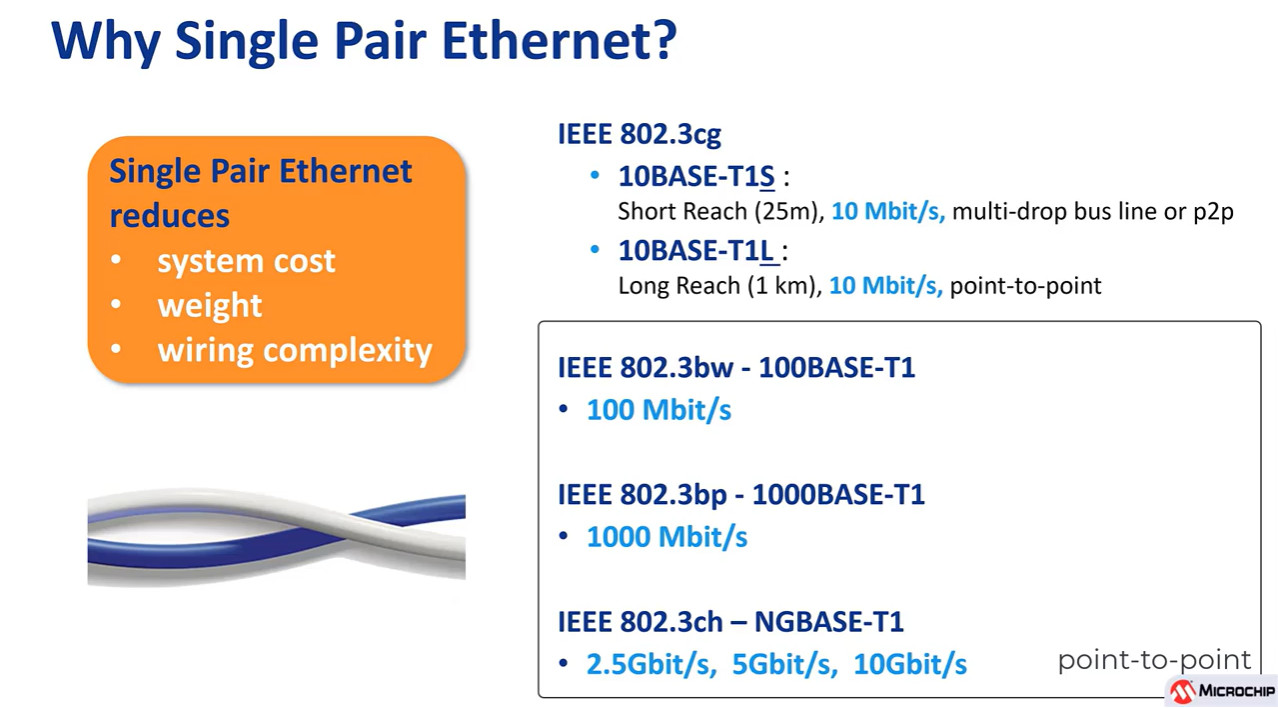 Why Single Pair Ethernet?
Single Pair Ethernet
reduces
• system cost
• weight
• wiring complexity
IEEE 802.3cg
• 10BASE-T1S :
Short Reach (25m), 10 Mbit/s, multi-drop bus line or p2p
• 10BASE-T1L :
Long Reach (1 km), 10 Mbit/s, point-to-point
IEEE 802.3bw - 100BASE-T1
• 100 Mbit/s
IEEE 802.3bp - 1000BASE-T1
• 1000 Mbit/s
IEEE 802.3ch – NGBASE-T1
• 2.5Gbit/s, 5Gbit/s, 10Gbit/s
point-to-point
MICROCHIP